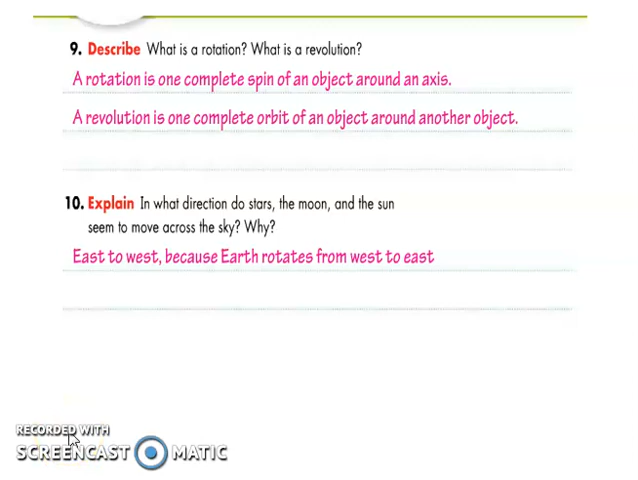 9. Describe What is a rotation? What is a revolution?
A rotation is one complete spin of an object around an axis.
A revolution is one complete orbit of an object around another object.
10. Explain In what direction do stars, the moon, and the sun
seem to move across the sky? Why?
East to west, because Earth rotates from west to east
RECORDED WITH
SCREENCAST MATIC